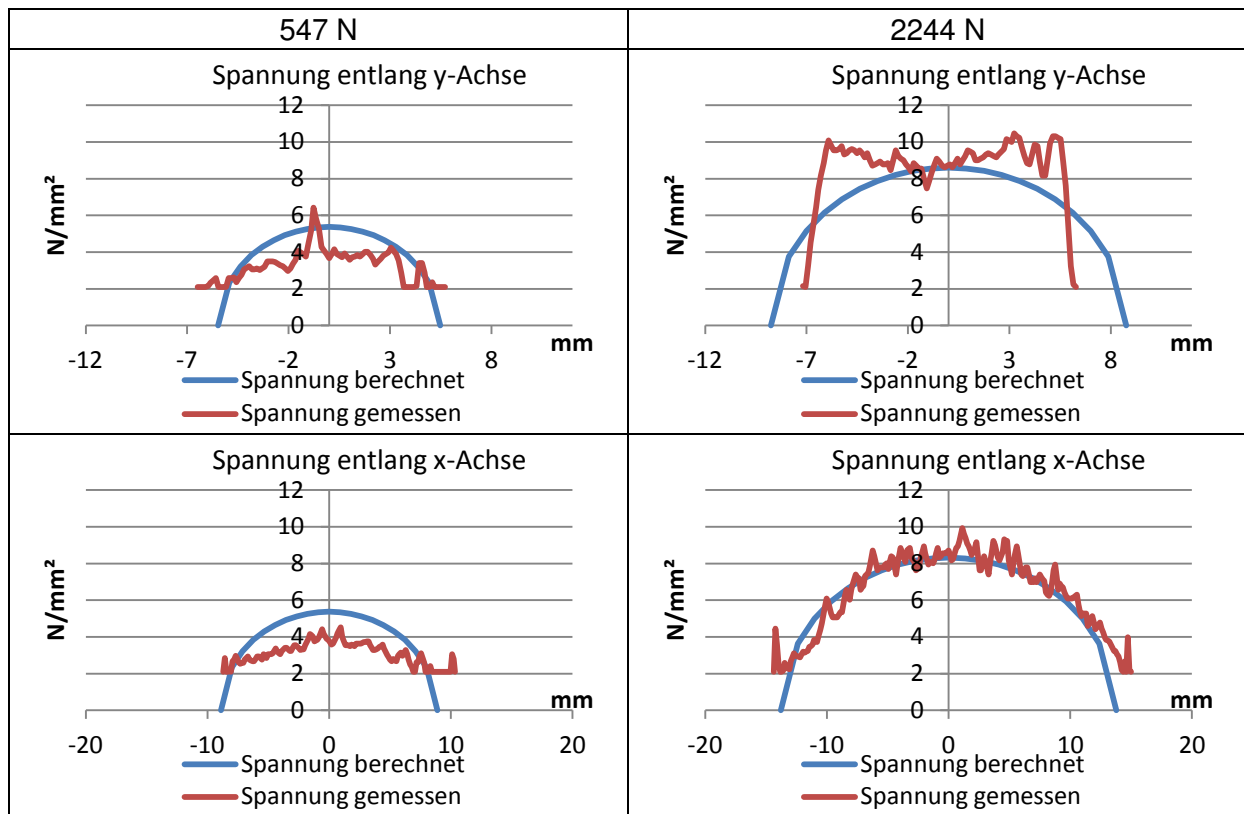 547 N
2244 N
Spannung entlang y-Achse
12
10
8
6
4
2
0
N/mm²
-12 -7 -2 3 8
mm
Spannung berechnet
Spannung gemessen
Spannung entlang y-Achse
12
10
8
6
4
2
0
N/mm²
-12 -7 -2 3 8
mm
Spannung berechnet
Spannung gemessen
Spannung entlang x-Achse
12
10
8
6
4
2
0
N/mm²
mm
-20 -10 0 10 20
Spannung berechnet
Spannung gemessen
Spannung entlang x-Achse
12
10
8
6
4
2
0
N/mm²
mm
-20 -10 0 10 20
Spannung berechnet
Spannung gemessen